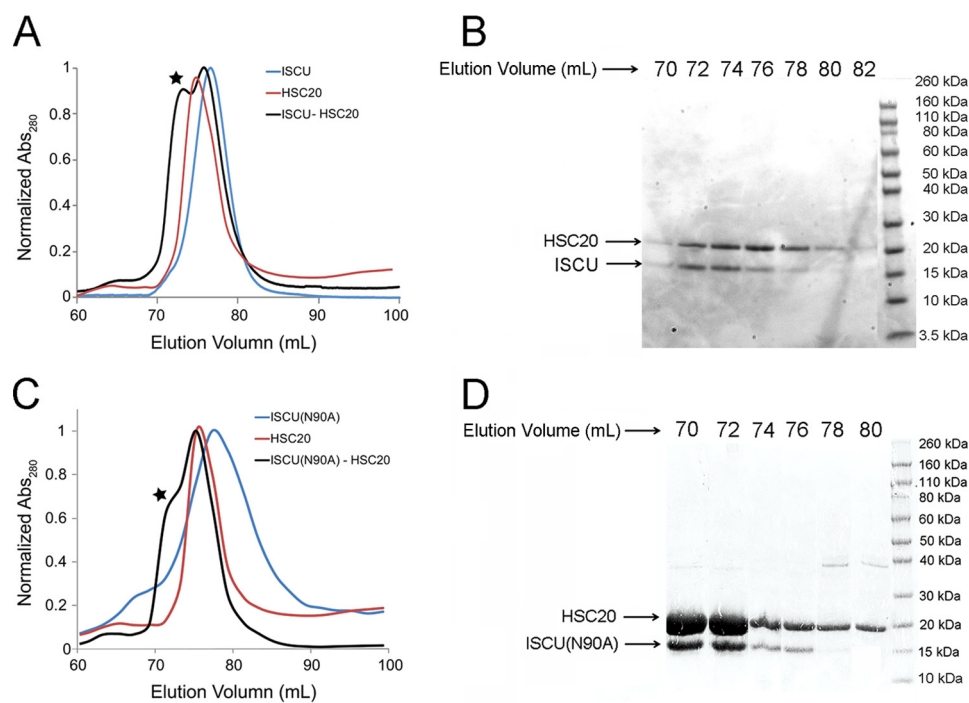 A
ISCU
HSC20
ISCU- HSC20
Normalized Abs280
1
0.8
0.6
0.4
0.2
0
60 70 80 90 100
Elution Volumn (mL)
B
Elution Volume (mL) 70 72 74 76 78 80 82
260 kDa
160 kDa
110 kDa
80 kDa
60 kDa
50 kDa
40 kDa
30 kDa
20 kDa
15 kDa
10 kDa
3.5 kDa
HSC20
ISCU
C
ISCU(N90A)
HSC20
ISCU(N90A) - HSC20
Normalized Abs280
1
0.8
0.6
0.4
0.2
0
60 70 80 90 100
Elution Volumn (mL)
D
Elution Volume (mL) 70 72 74 76 78 80
260 kDa
160 kDa
110 kDa
80 kDa
60 kDa
50 kDa
40 kDa
30 kDa
20 kDa
15 kDa
10 kDa
HSC20
ISCU(N90A)